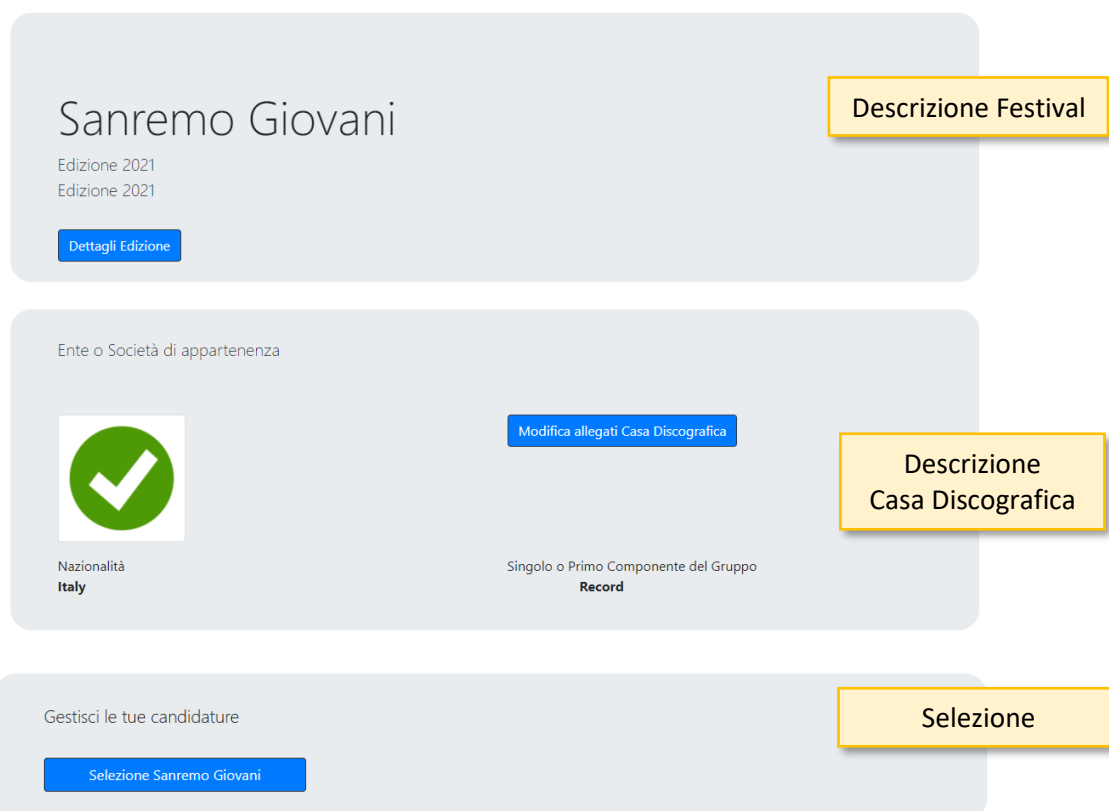 Descrizione Festival
Sanremo Giovani
Edizione 2021
Edizione 2021
Dettagli Edizione
Ente o Società di appartenenza
Modifica allegati Casa Discografica
Descrizione
Casa Discografica
Nazionalità
Italy
Singolo o Primo Componente del Gruppo
Record
Gestisci le tue candidature
Selezione
Selezione Sanremo Giovani